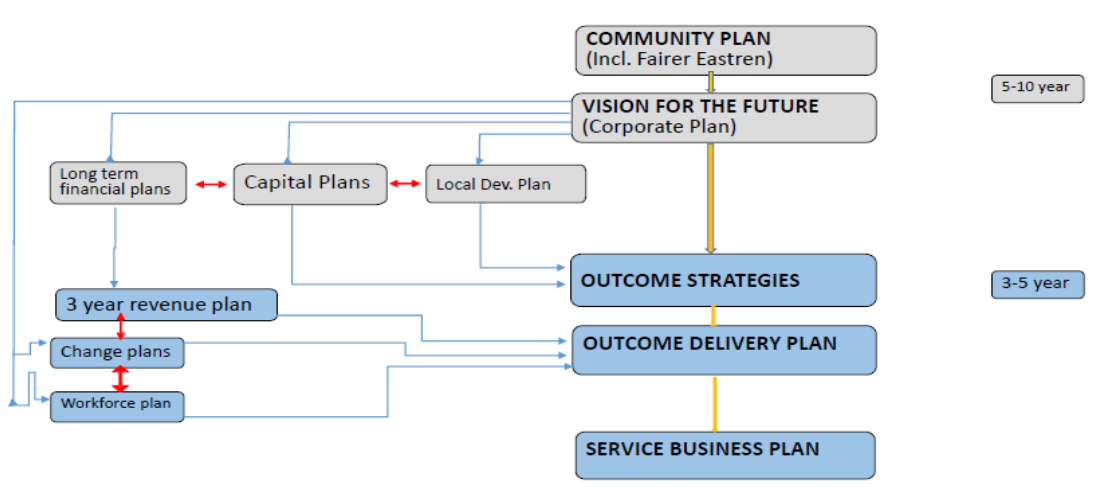 COMMUNITY PLAN
(Incl. Fairer Eastren)
5-10 year
VISION FOR THE FUTURE
(Corporate Plan)
Long term
financial plans
Capital Plans
Local Dev. Plan
OUTCOME STRATEGIES
3-5 year
3 year revenue plan
OUTCOME DELIVERY PLAN
Change plans
Workforce plan
SERVICE BUSINESS PLAN